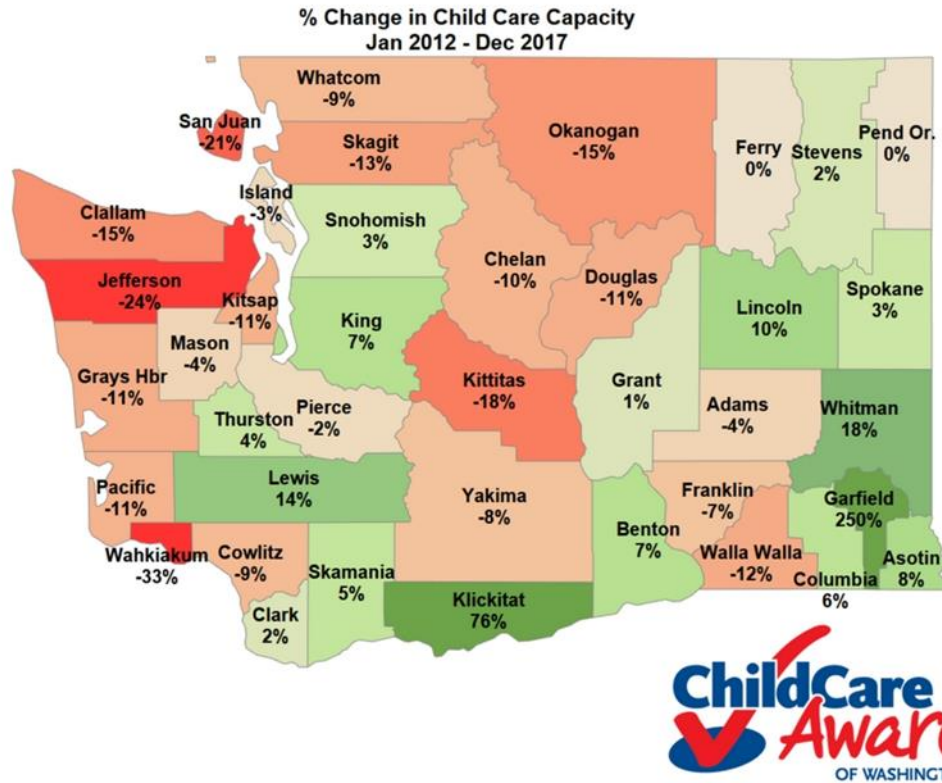 % Change in Child Care Capacity
Jan 2012 - Dec 2017
Whatcom
-9%
San Juan
-21%
Skagit
-13%
Okanogan
-15%
Ferry
0%
Stevens
2%
Pend Or.
0%
Island
-3%
Clallam
-15%
Snohomish
3%
Chelan
-10%
Douglas
-11%
Jefferson
-24%
Kitsap
-11%
Lincoln
10%
Spokane
3%
King
7%
Mason
-4%
Grays Hbr
-11%
Kittitas
-18%
Grant
1%
Adams
-4%
Whitman
18%
Pierce
-2%
Thurston
4%
Lewis
14%
Pacific
-11%
Yakima
-8%
Franklin
-7%
Garfield
250%
Benton
7%
Wahkiakum
-33%
Cowlitz
-9%
Skamania
5%
Walla Walla
-12%
Columbia
6%
Asotin
8%
Clark
2%
Klickitat
76%
ChildCare
Awar
OF WASHINGT